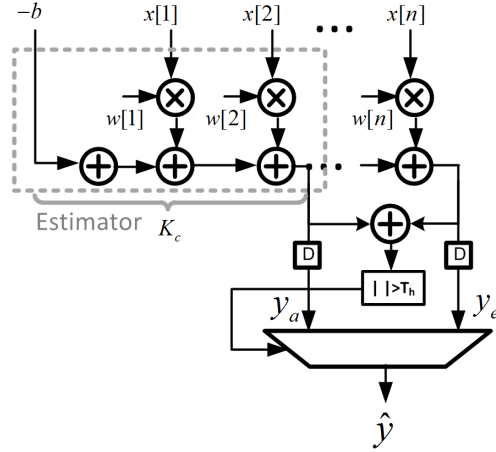 −b x[1] x[2] ... x[n]
w[1] w[2] w[n]
Estimator K_c
D D
| |>T_h
y_a y_e
ŷ